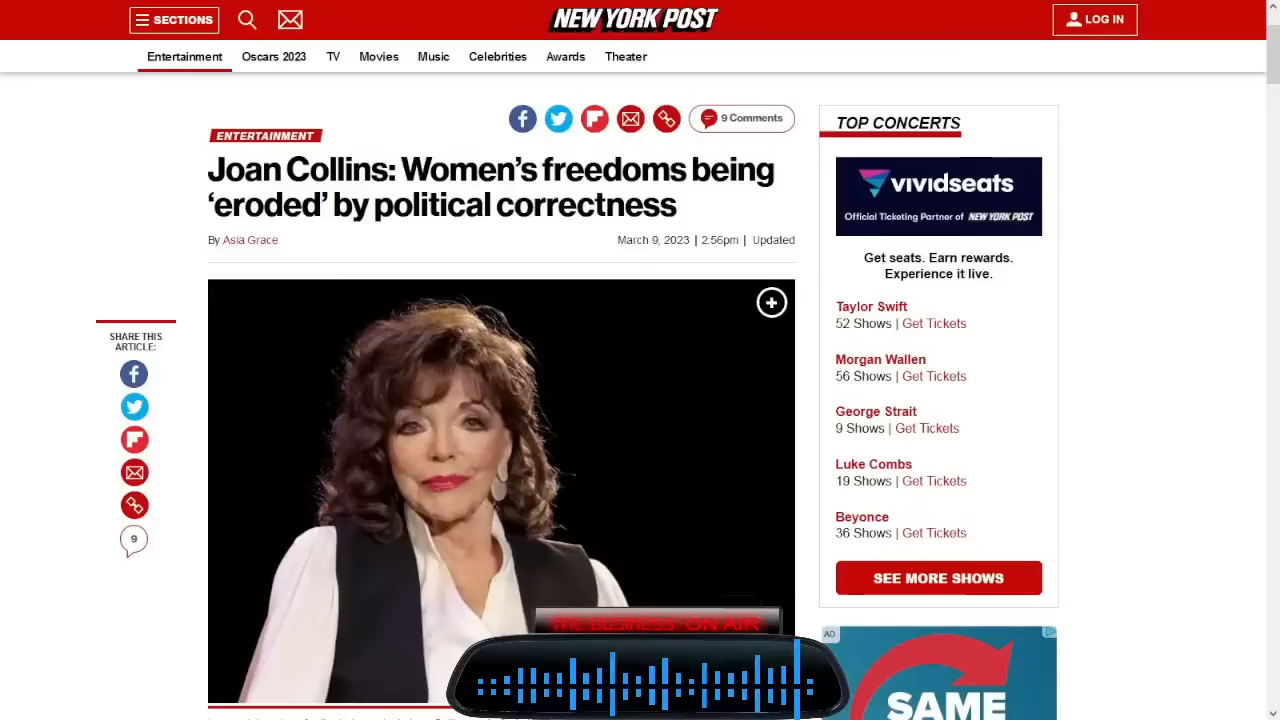 SECTIONS
NEW YORK POST
LOG IN
Entertainment Oscars 2023 TV Movies Music Celebrities Awards Theater
9 Comments
ENTERTAINMENT
Joan Collins: Women’s freedoms being
‘eroded’ by political correctness
By Asia Grace
March 9, 2023 | 2:56pm | Updated
SHARE THIS
ARTICLE:
9
THE BUSINESS ON AIR
TOP CONCERTS
vividseats
Official Ticketing Partner of NEW YORK POST
Get seats. Earn rewards.
Experience it live.
Taylor Swift
52 Shows | Get Tickets
Morgan Wallen
56 Shows | Get Tickets
George Strait
9 Shows | Get Tickets
Luke Combs
19 Shows | Get Tickets
Beyonce
36 Shows | Get Tickets
SEE MORE SHOWS
AD
SAME